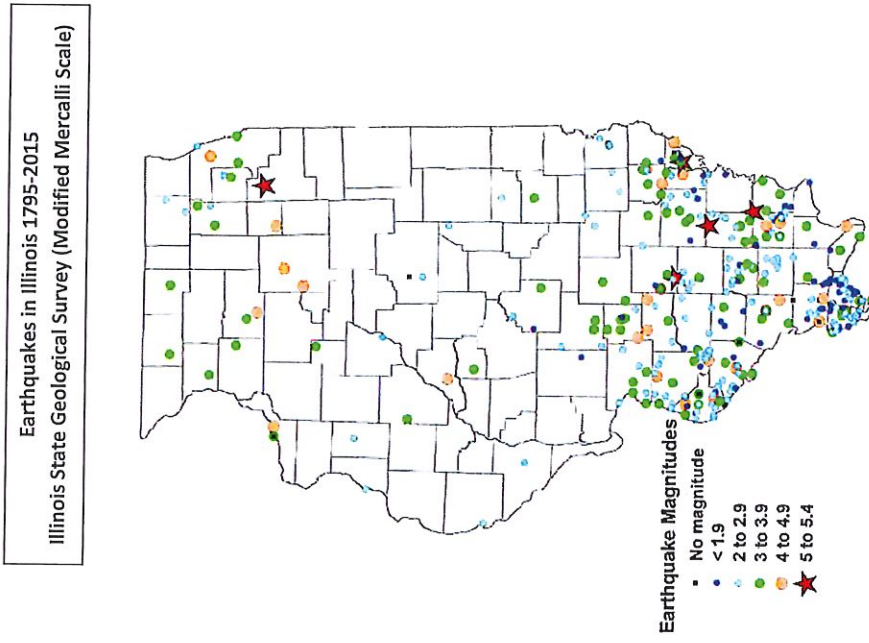 Earthquakes in Illinois 1795-2015
Illinois State Geological Survey (Modified Mercalli Scale)
Earthquake Magnitudes
No magnitude
< 1.9
2 to 2.9
3 to 3.9
4 to 4.9
5 to 5.4